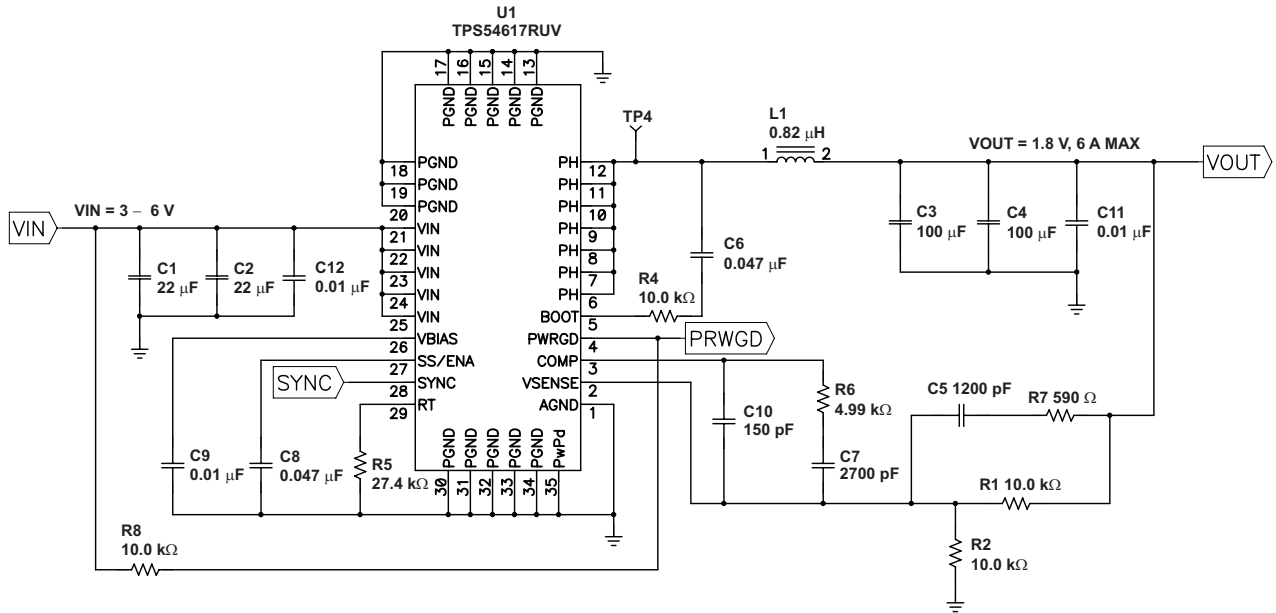 U1
TPS54617RUV
17 16 15 14 13
PGND PGND PGND PGND PGND
TP4
L1
0.82 μH
1 2
VOUT = 1.8 V, 6 A MAX
VOUT
PGND
18
PGND
19
PGND
20
VIN
21
VIN
22
VIN
23
VIN
24
VIN
25
VBIAS
26
SS/ENA
27
SYNC
28
RT
29
PH
12
PH
11
PH
10
PH
9
PH
8
PH
7
PH
6
BOOT
5
PWRGD
4
COMP
3
VSENSE
2
AGND
1
VIN
VIN = 3 – 6 V
C1
22 μF
C2
22 μF
C12
0.01 μF
C3
100 μF
C4
100 μF
C11
0.01 μF
C6
0.047 μF
R4
10.0 kΩ
PRWGD
SYNC
R6
4.99 kΩ
C5 1200 pF
R7 590 Ω
C10
150 pF
C7
2700 pF
C9
0.01 μF
C8
0.047 μF
R5
27.4 kΩ
PGND PGND PGND PGND PGND PwPd
30 31 32 33 34 35
R1 10.0 kΩ
R8
10.0 kΩ
R2
10.0 kΩ